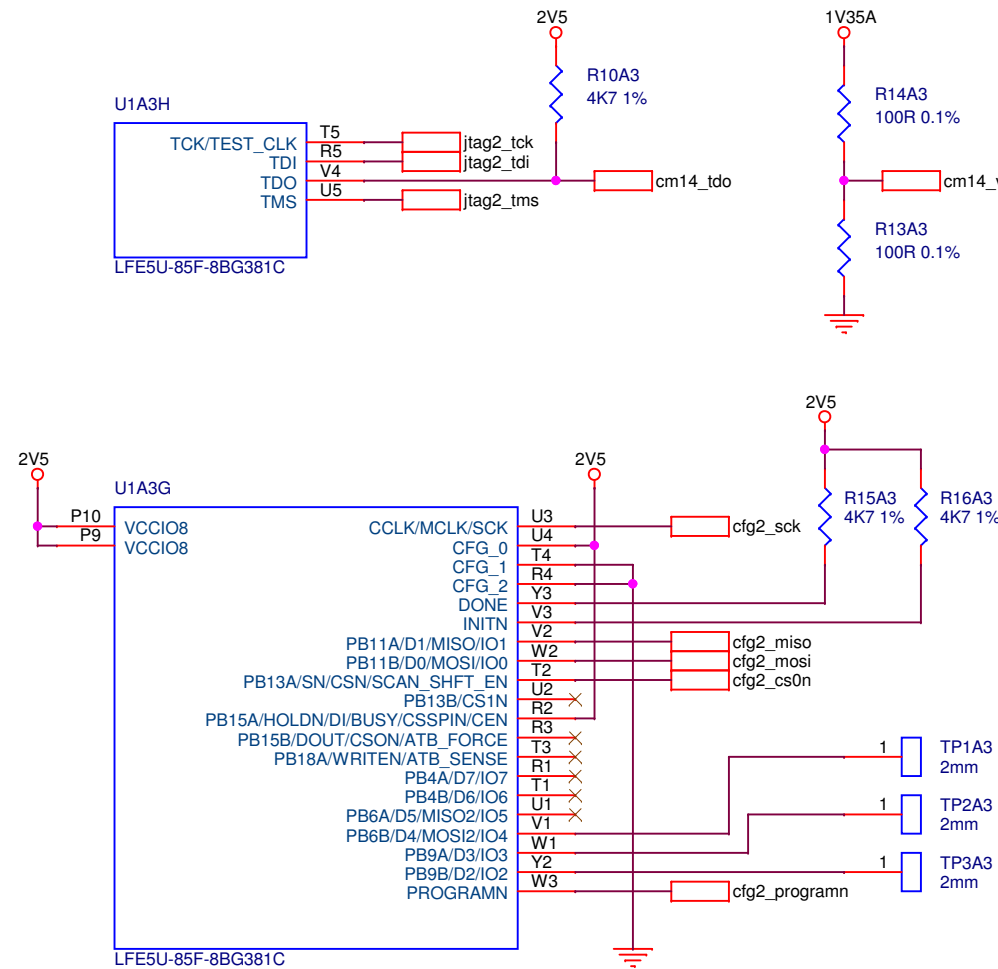 2V5
1V35A
R10A3
4K7 1%
R14A3
100R 0.1%
U1A3H
TCK/TEST_CLK T5 jtag2_tck
TDI R5 jtag2_tdi
TDO V4 cm14_tdo
TMS U5 jtag2_tms
LFE5U-85F-8BG381C
R13A3
100R 0.1%
2V5
2V5
2V5
U1A3G
R15A3
4K7 1%
R16A3
4K7 1%
P10 VCCIO8
P9 VCCIO8
CCLK/MCLK/SCK U3 cfg2_sck
CFG_0 U4
CFG_1 T4
CFG_2 R4
DONE Y3
INITN V3
PB11A/D1/MISO/IO1 V2 cfg2_miso
PB11B/D0/MOSI/IO0 W2 cfg2_mosi
PB13A/SN/CSN/SCAN_SHFT_EN T2 cfg2_cs0n
PB13B/CS1N U2
PB15A/HOLDN/DI/BUSY/CSSPIN/CEN R2
PB15B/DOUT/CSON/ATB_FORCE R3
PB18A/WRITEN/ATB_SENSE T3
PB4A/D7/IO7 R1
PB4B/D6/IO6 T1
PB6A/D5/MISO2/IO5 U1
PB6B/D4/MOSI2/IO4 V1
PB9A/D3/IO3 W1
PB9B/D2/IO2 Y2
PROGRAMN W3 cfg2_programn
1 TP1A3
2mm
1 TP2A3
2mm
1 TP3A3
2mm
LFE5U-85F-8BG381C